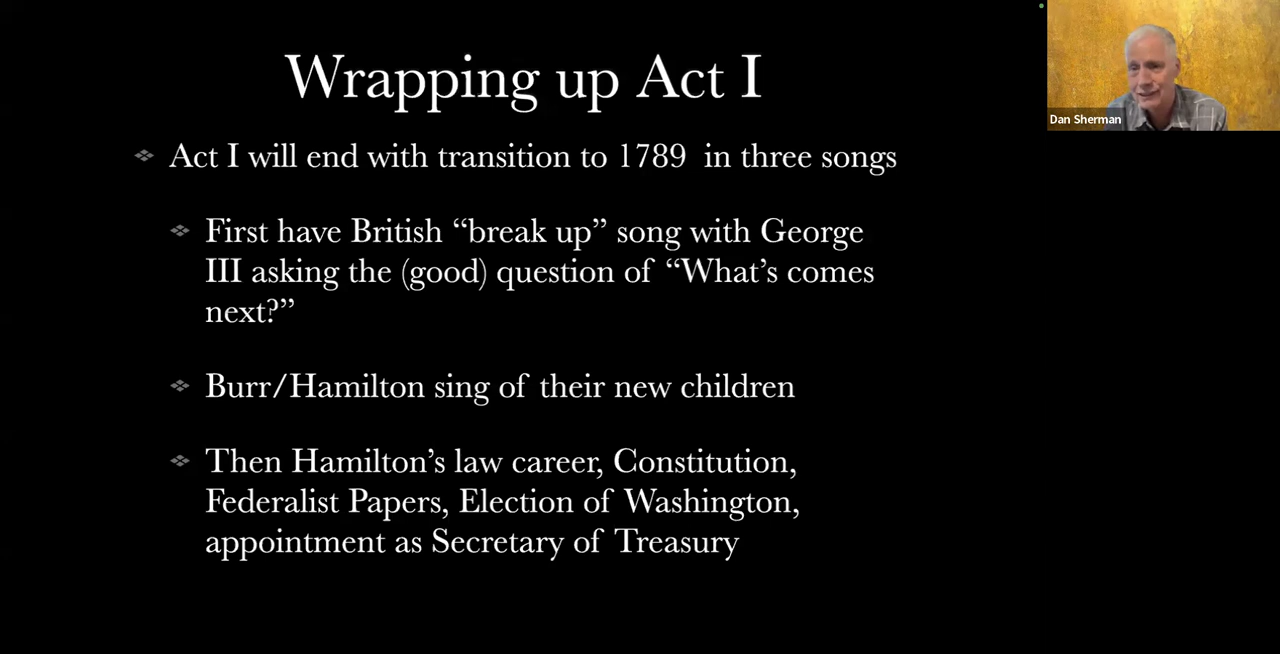 Wrapping up Act I
Dan Sherman
Act I will end with transition to 1789 in three songs
First have British “break up” song with George
III asking the (good) question of “What’s comes
next?”
Burr/Hamilton sing of their new children
Then Hamilton’s law career, Constitution,
Federalist Papers, Election of Washington,
appointment as Secretary of Treasury